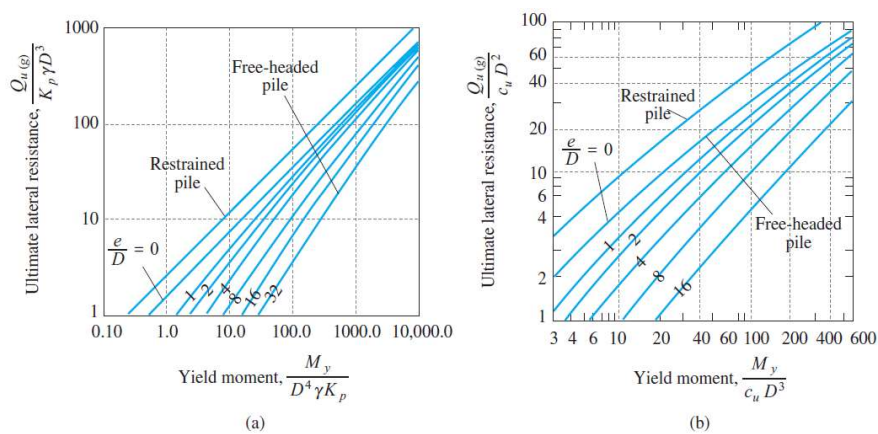 1000
100
10
1
Ultimate lateral resistance, Q_u(g) / K_p γD^3
Free-headed
pile
Restrained
pile
e/D = 0
1 2 4 8 16 32
0.10 1.0 10.0 100.0 1000.0 10,000.0
Yield moment, M_y / D^4 γK_p
(a)
100
60
40
20
10
6
4
2
1
Ultimate lateral resistance, Q_u(g) / c_u D^2
Restrained
pile
e/D = 0
Free-headed
pile
1 2 4 8 16
3 4 6 10 20 40 60 100 200 400 600
Yield moment, M_y / c_u D^3
(b)